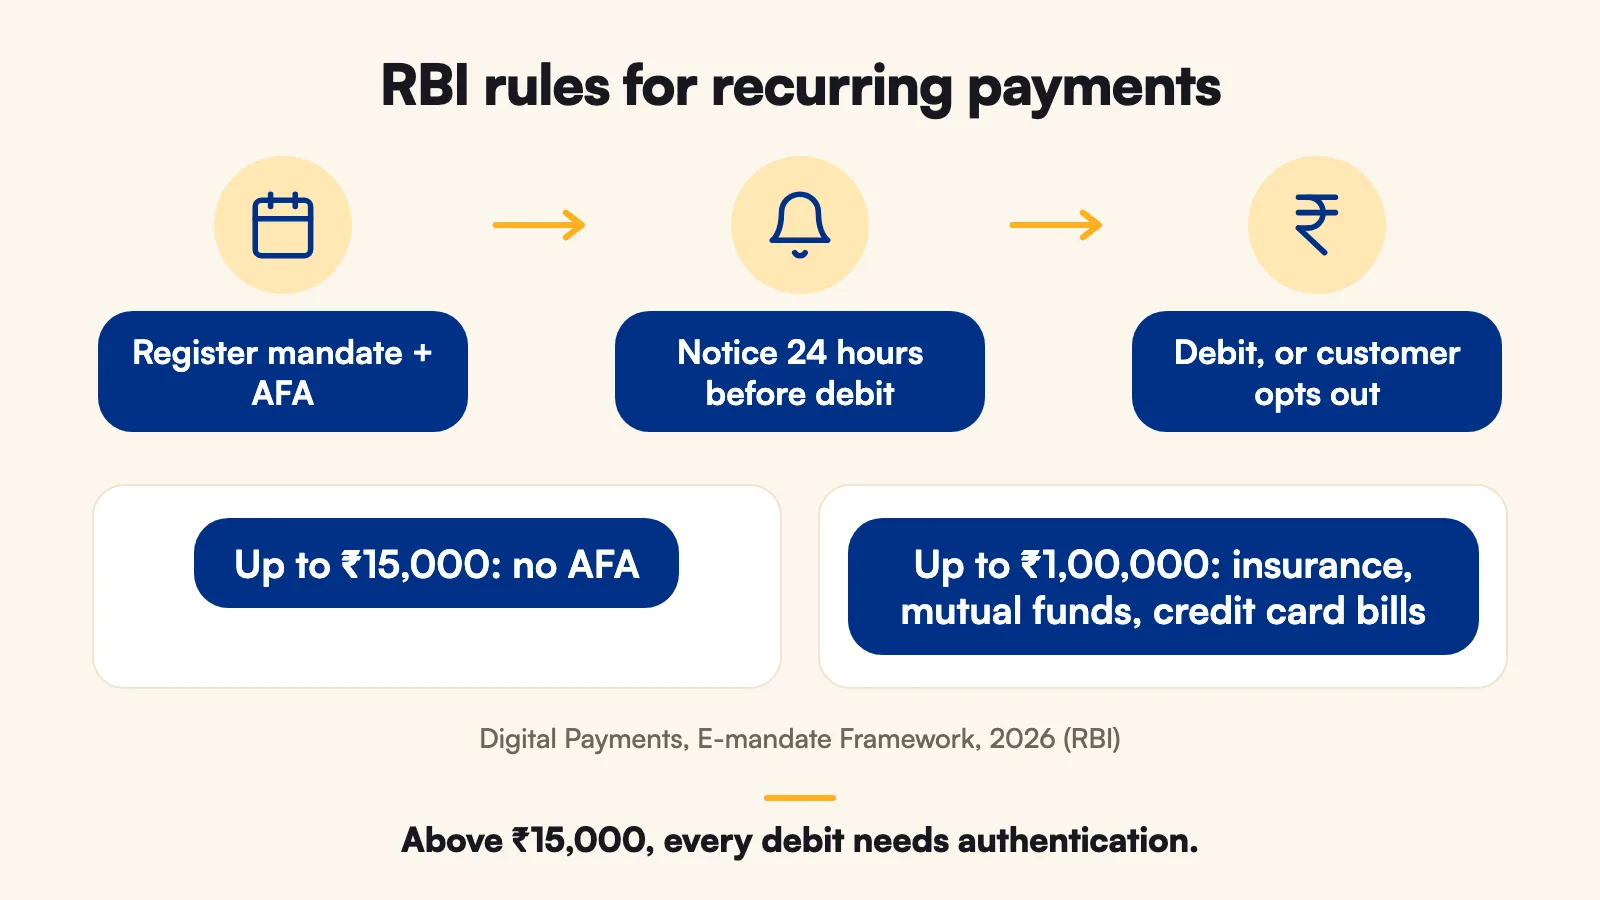 RBI rules for recurring payments
Register mandate +
AFA
Notice 24 hours
before debit
₹
Debit, or customer
opts out
Up to ₹15,000: no AFA
Up to ₹1,00,000: insurance,
mutual funds, credit card bills
Digital Payments, E-mandate Framework, 2026 (RBI)
Above ₹15,000, every debit needs authentication.